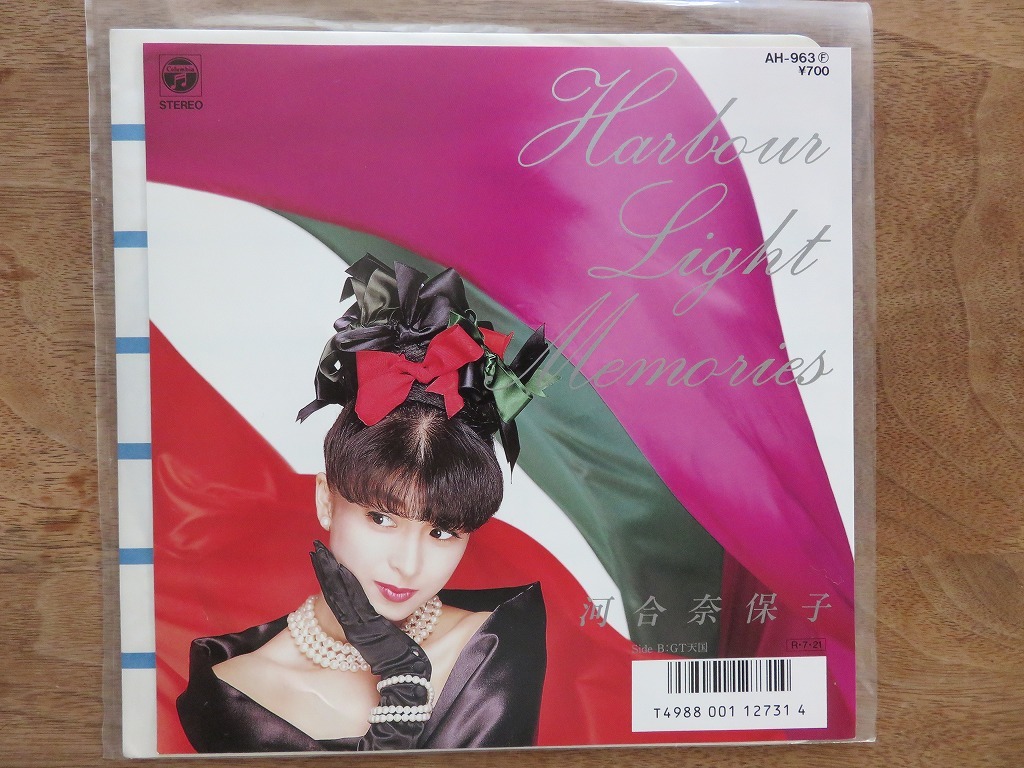 Columbia
STEREO
AH-963Ⓕ
¥700
Harbour
Light
Memories
河合奈保子
Side B:GT天国
R·7·21
T4988 001 12731 4